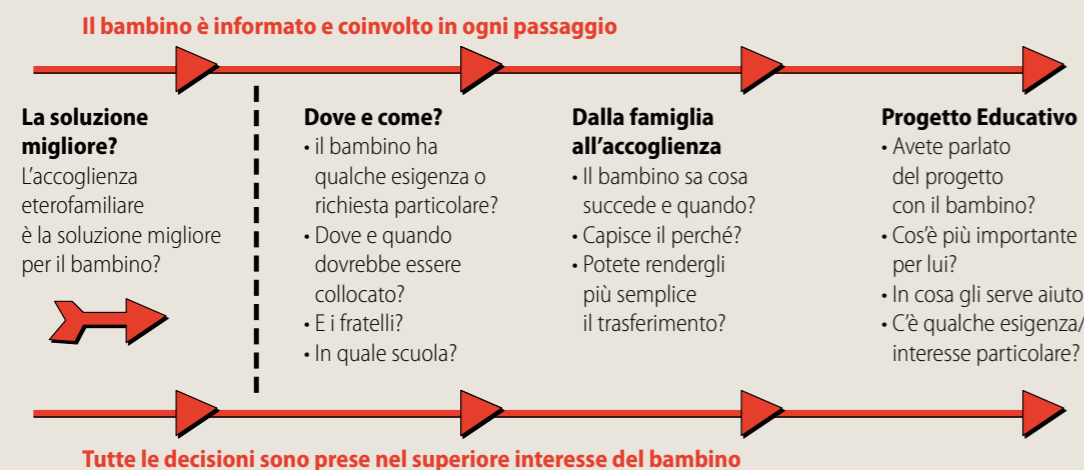 Il bambino è informato e coinvolto in ogni passaggio
La soluzione
migliore?
L'accoglienza
eterofamiliare
è la soluzione migliore
per il bambino?
Dove e come?
• il bambino ha
qualche esigenza o
richiesta particolare?
• Dove e quando
dovrebbe essere
collocato?
• E i fratelli?
• In quale scuola?
Dalla famiglia
all'accoglienza
• Il bambino sa cosa
succede e quando?
• Capisce il perché?
• Potete rendergli
più semplice
il trasferimento?
Progetto Educativo
• Avete parlato
del progetto
con il bambino?
• Cos'è più importante
per lui?
• In cosa gli serve aiuto
• C'è qualche esigenza/
interesse particolare?
Tutte le decisioni sono prese nel superiore interesse del bambino